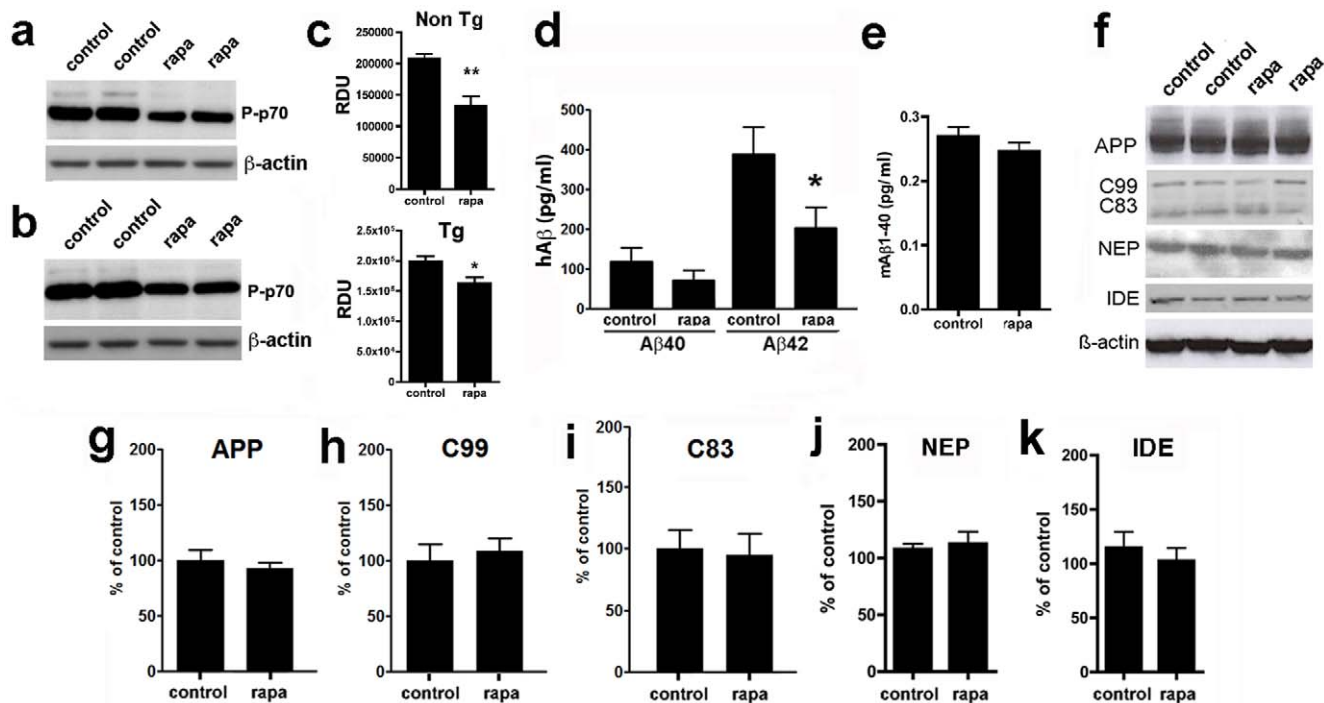 a
control control rapa rapa
P-p70
β-actin
b
control control rapa rapa
P-p70
β-actin
c
Non Tg
RDU
250000
200000
150000
100000
50000
0
**
control rapa
Tg
RDU
2.0x10⁵
1.5x10⁵
1.0x10⁵
5.0x10⁴
0
*
control rapa
d
hAβ (pg/ml)
500
400
300
200
100
0
*
control rapa control rapa
Aβ40 Aβ42
e
mAβ1-40 (pg/ml)
0.3
0.2
0.1
0.0
control rapa
f
control control rapa rapa
APP
C99
C83
NEP
IDE
ß-actin
g
APP
% of control
200
150
100
50
0
control rapa
h
C99
% of control
200
150
100
50
0
control rapa
i
C83
% of control
200
150
100
50
0
control rapa
j
NEP
% of control
200
150
100
50
0
control rapa
k
IDE
% of control
200
150
100
50
0
control rapa